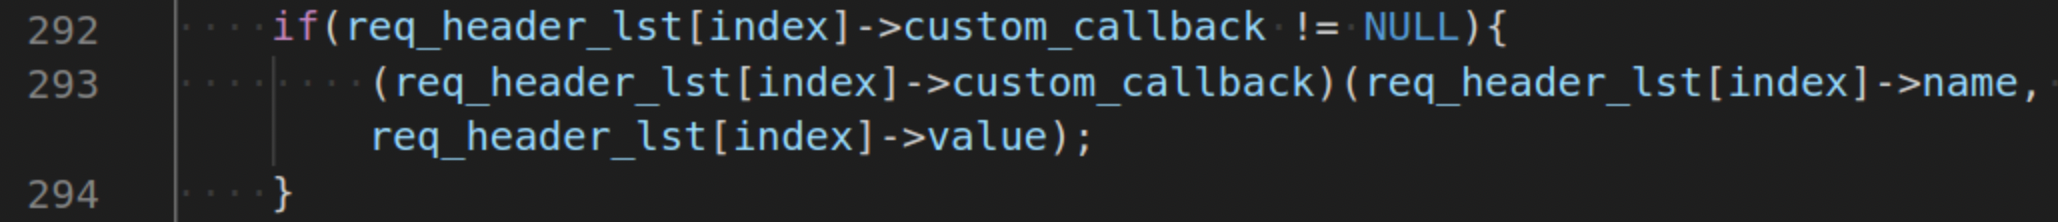 292     if(req_header_lst[index]->custom_callback != NULL){
293         (req_header_lst[index]->custom_callback)(req_header_lst[index]->name,
            req_header_lst[index]->value);
294     }